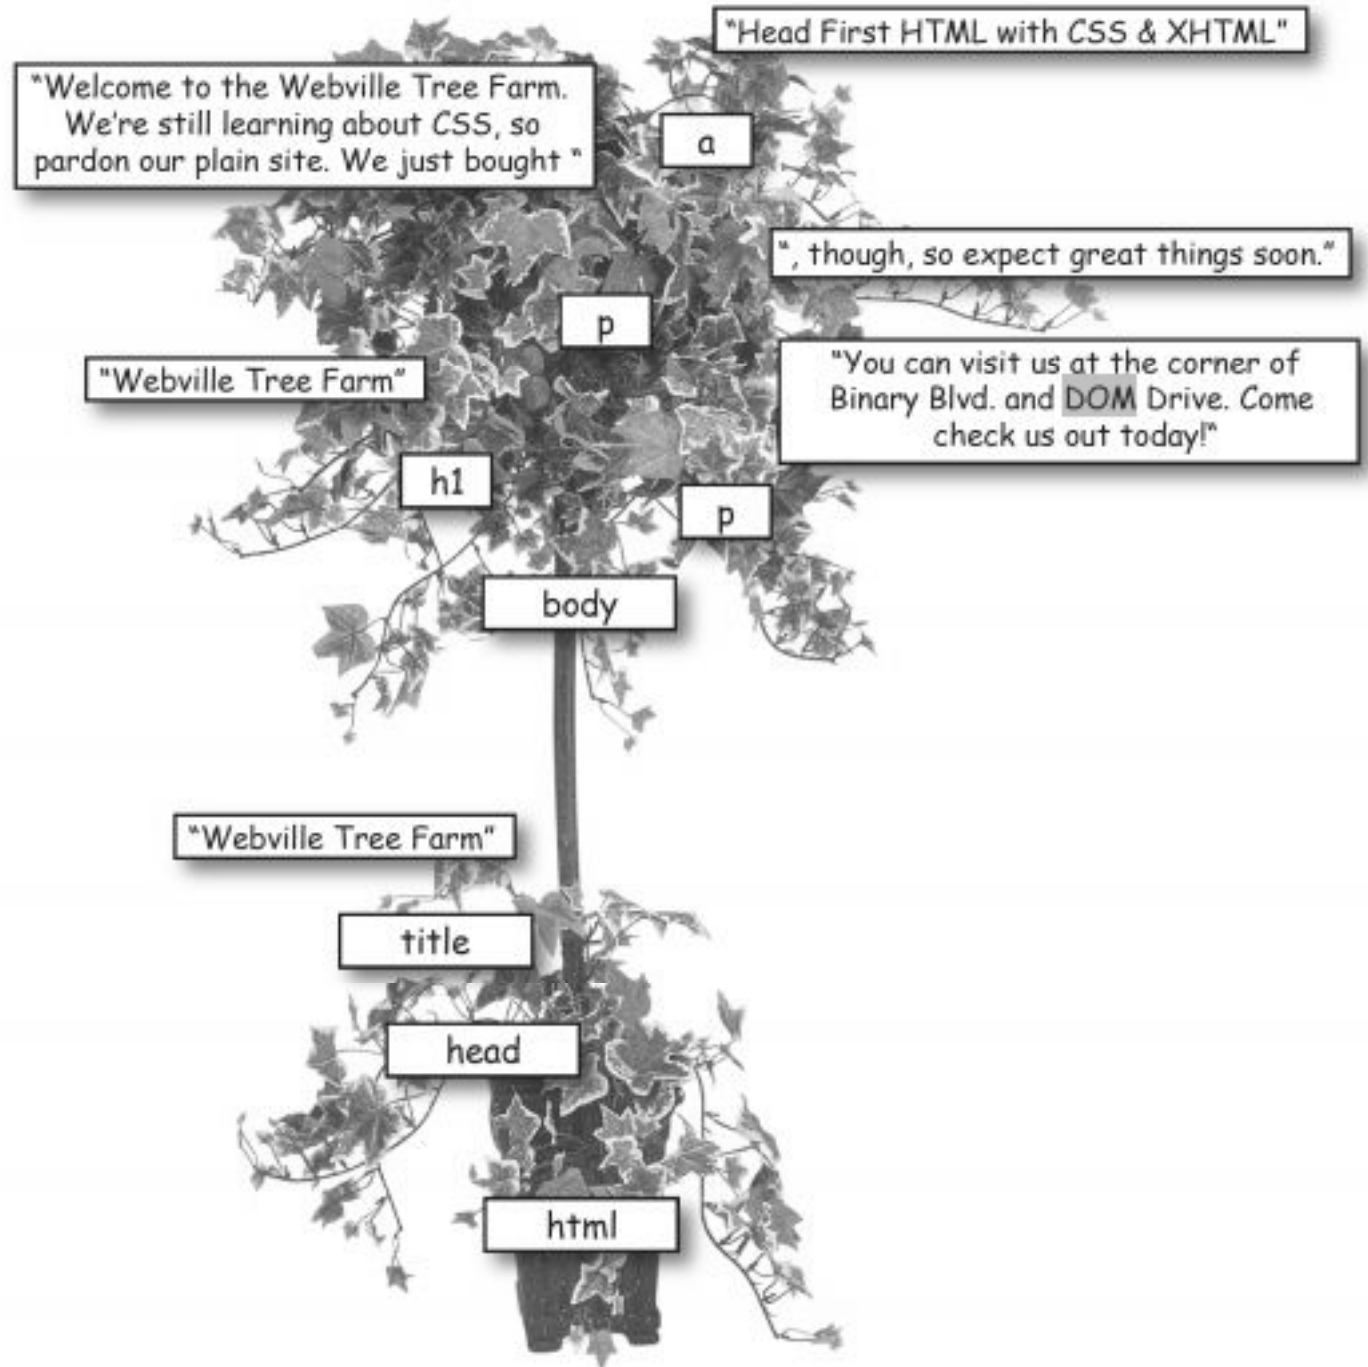 "Head First HTML with CSS & XHTML"
"Welcome to the Webville Tree Farm.
We're still learning about CSS, so
pardon our plain site. We just bought "
a
", though, so expect great things soon."
p
"Webville Tree Farm"
"You can visit us at the corner of
Binary Blvd. and DOM Drive. Come
check us out today!"
h1
p
body
"Webville Tree Farm"
title
head
html